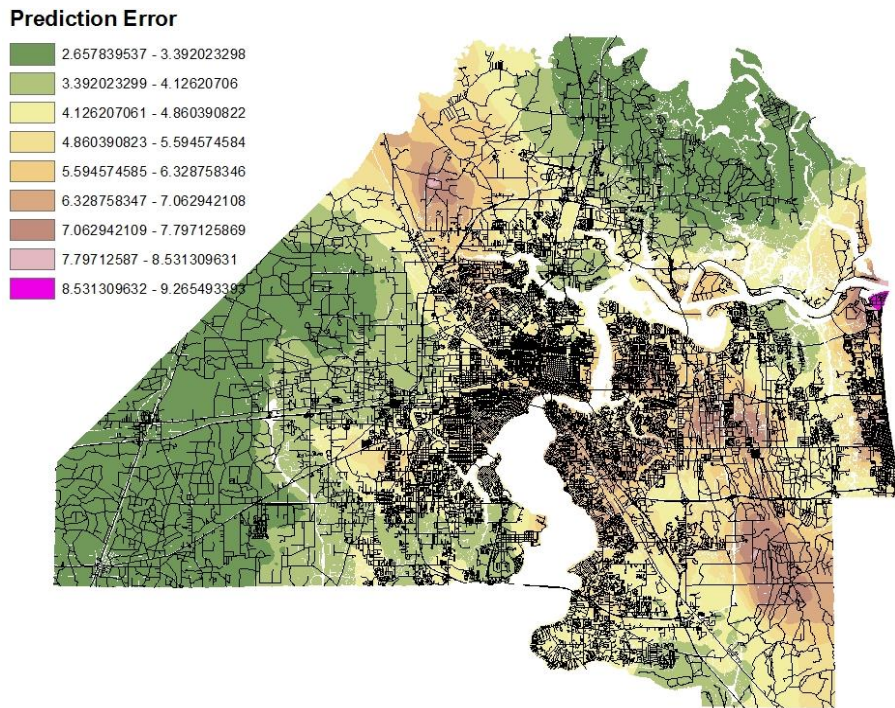 Prediction Error
2.657839537 - 3.392023298
3.392023299 - 4.12620706
4.126207061 - 4.860390822
4.860390823 - 5.594574584
5.594574585 - 6.328758346
6.328758347 - 7.062942108
7.062942109 - 7.797125869
7.79712587 - 8.531309631
8.531309632 - 9.265493393